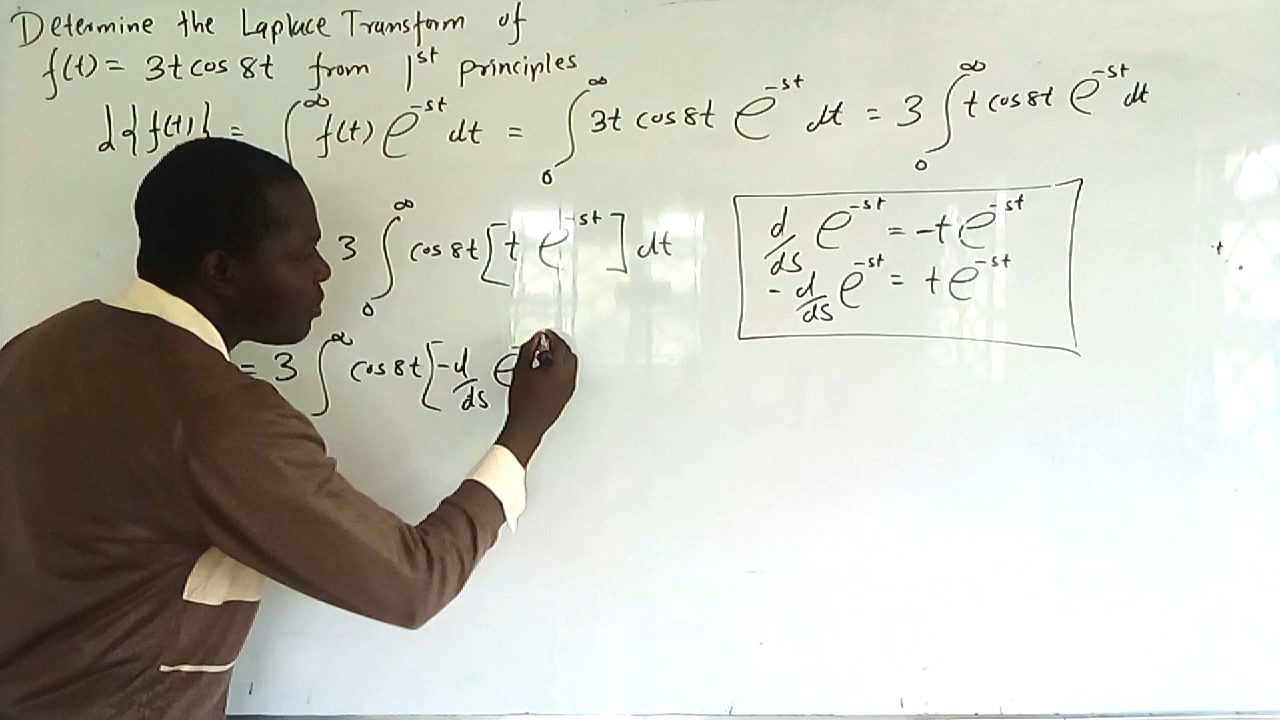 Determine the Laplace Transform of
f(t) = 3t cos 8t from 1st principles
L{f(t)} = ∫₀^∞ f(t) e^-st dt = ∫₀^∞ 3t cos 8t e^-st dt = 3 ∫₀^∞ t cos 8t e^-st dt
3 ∫₀^∞ cos 8t [t e^-st] dt
d/ds e^-st = -t e^-st
-d/ds e^-st = t e^-st
= 3 ∫^∞ cos 8t [-d/ds e